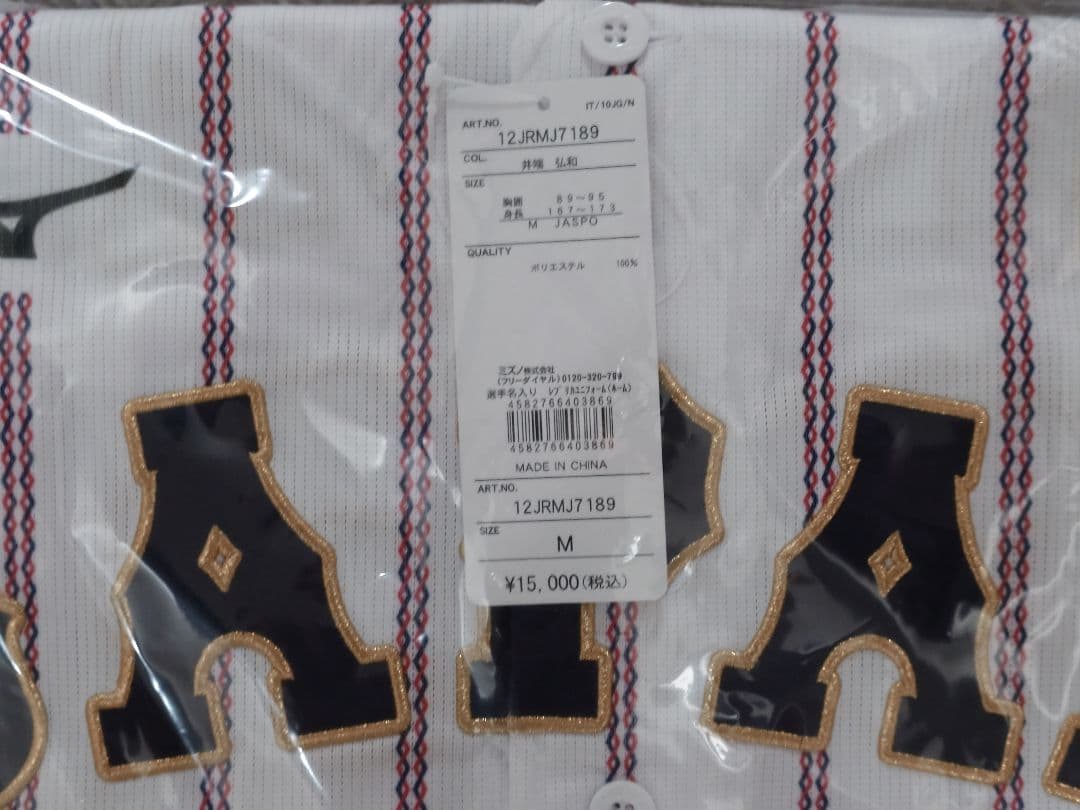 IT/10JG/N
ART.NO.
12JRMJ7189
COL.
井端 弘和
SIZE
胸囲 89〜95
身長 167〜173
M JASPO
QUALITY
ポリエステル 100%
ミズノ株式会社
(フリーダイヤル)0120-320-799
選手名入り レプリカユニフォーム(ホーム)
4582766403869
4582766403869
MADE IN CHINA
ART.NO.
12JRMJ7189
SIZE
M
¥15,000(税込)
A P A